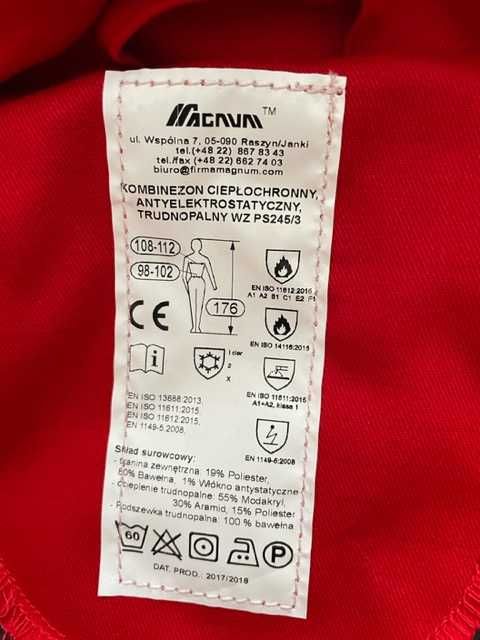 MAGNUM™
ul. Wspólna 7, 05-090 Raszyn/Janki
tel.(+48 22) 867 83 43
tel./fax (+48 22) 662 74 03
biuro@firmamagnum.com
KOMBINEZON CIEPŁOCHRONNY,
ANTYELEKTROSTATYCZNY,
TRUDNOPALNY WZ PS245/3
108-112
98-102
176
CE
EN ISO 11612:2015
A1 A2 B1 C1 E2 F1
EN ISO 14116:2015
i
2
X
EN ISO 11611:2015
A1+A2, klasa 1
EN ISO 13688:2013,
EN ISO 11611:2015,
EN ISO 11612:2015,
EN 1149-5:2008,
EN 1149-5:2008
Skład surowcowy:
- tkanina zewnętrzna: 19% Poliester,
80% Bawełna, 1% Włókno antystatyczne
- ocieplenie trudnopalne: 55% Modakryl,
30% Aramid, 15% Poliester
- Podszewka trudnopalna: 100 % bawełna
60
P
DAT. PROD.: 2017/2018